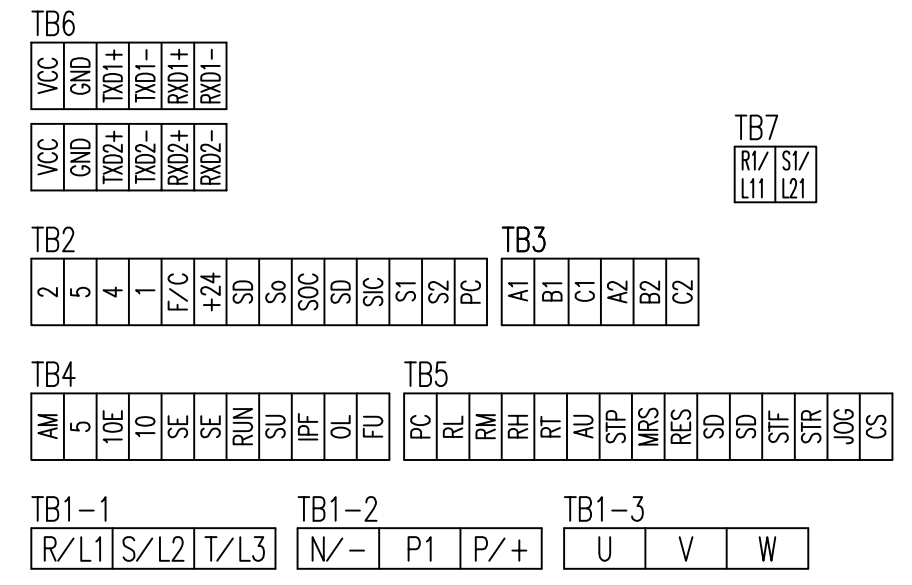 TB6
VCC GND TXD1+ TXD1- RXD1+ RXD1-
VCC GND TXD2+ TXD2- RXD2+ RXD2-
TB7
R1/ S1/
L11 L21
TB2
2 5 4 1 F/C +24 SD So SOC SD SIC S1 S2 PC
TB3
A1 B1 C1 A2 B2 C2
TB4
AM 5 10E 10 SE SE RUN SU IPF OL FU
TB5
PC RL RM RH RT AU STP MRS RES SD SD STF STR JOG CS
TB1-1
R/L1 S/L2 T/L3
TB1-2
N/- P1 P/+
TB1-3
U V W